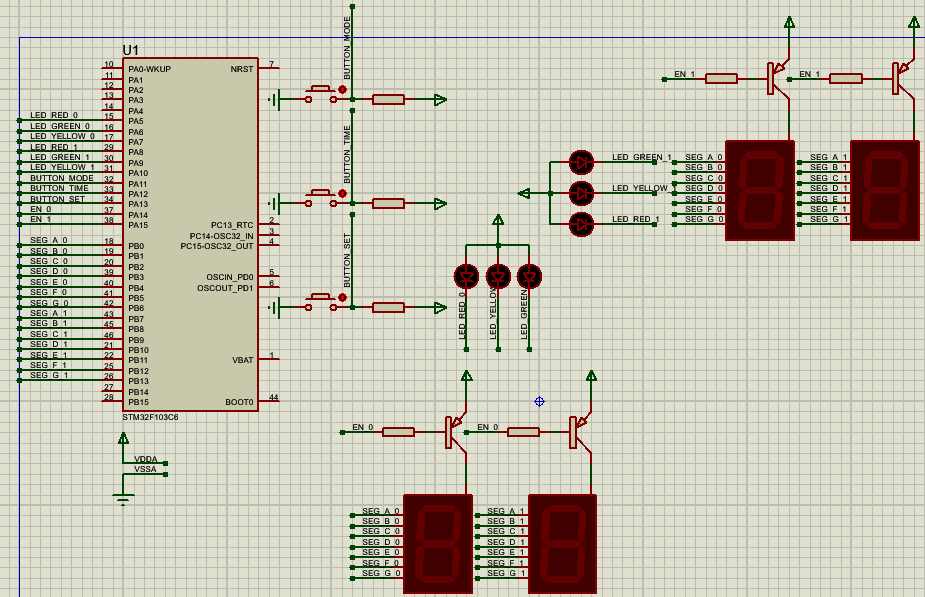 U1
10 PA0-WKUP
11 PA1
12 PA2
13 PA3
14 PA4
LED_RED_0 15 PA5
LED_GREEN_0 16 PA6
LED_YELLOW_0 17 PA7
LED_RED_1 29 PA8
LED_GREEN_1 30 PA9
LED_YELLOW_1 31 PA10
BUTTON_MODE 32 PA11
BUTTON_TIME 33 PA12
BUTTON_SET 34 PA13
EN_0 37 PA14
EN_1 38 PA15
SEG_A_0 18 PB0
SEG_B_0 19 PB1
SEG_C_0 20 PB2
SEG_D_0 39 PB3
SEG_E_0 40 PB4
SEG_F_0 41 PB5
SEG_G_0 42 PB6
SEG_A_1 43 PB7
SEG_B_1 45 PB8
SEG_C_1 46 PB9
SEG_D_1 21 PB10
SEG_E_1 22 PB11
SEG_F_1 25 PB12
SEG_G_1 26 PB13
27 PB14
28 PB15
NRST 7
PC13_RTC 2
PC14-OSC32_IN 3
PC15-OSC32_OUT 4
OSCIN_PD0 5
OSCOUT_PD1 6
VBAT 1
BOOT0 44
STM32F103C6
VDDA
VSSA
BUTTON_MODE
BUTTON_TIME
BUTTON_SET
EN_1
EN_1
LED_GREEN_1
LED_YELLOW
LED_RED_1
SEG_A_0
SEG_B_0
SEG_C_0
SEG_D_0
SEG_E_0
SEG_F_0
SEG_G_0
SEG_A_1
SEG_B_1
SEG_C_1
SEG_D_1
SEG_E_1
SEG_F_1
SEG_G_1
LED_RED_0
LED_YELLOW
LED_GREEN
EN_0
EN_0
SEG_A_0
SEG_B_0
SEG_C_0
SEG_D_0
SEG_E_0
SEG_F_0
SEG_G_0
SEG_A_1
SEG_B_1
SEG_C_1
SEG_D_1
SEG_E_1
SEG_F_1
SEG_G_1